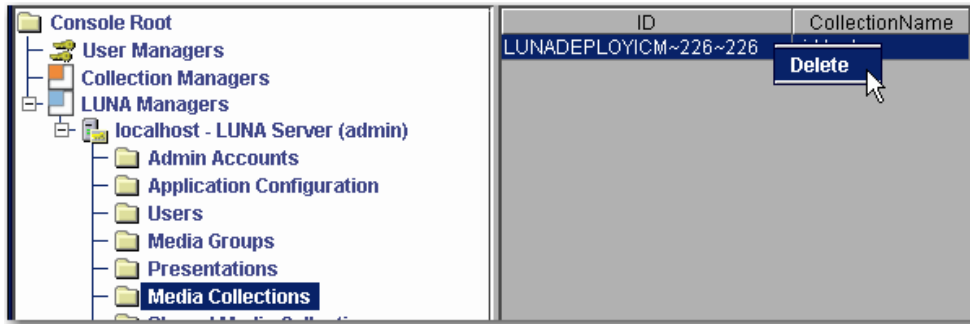 Console Root
User Managers
Collection Managers
LUNA Managers
localhost - LUNA Server (admin)
Admin Accounts
Application Configuration
Users
Media Groups
Presentations
Media Collections
ID CollectionName
LUNADEPLOYICM~226~226
Delete